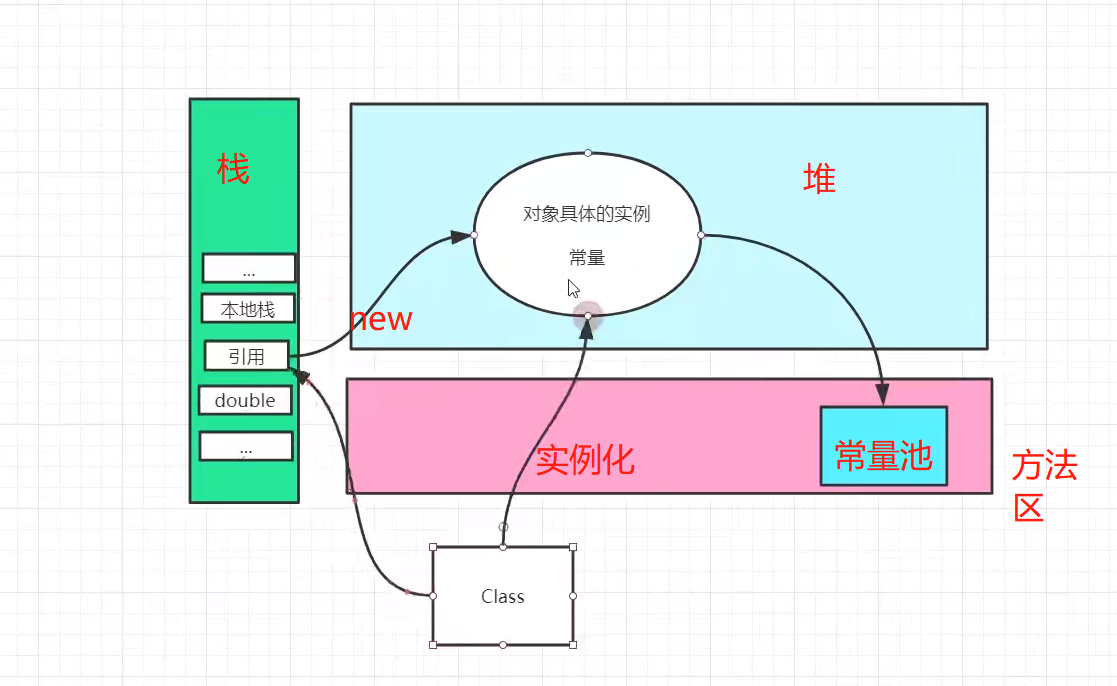 栈
...
本地栈
引用
double
...
new
对象具体的实例
常量
堆
实例化
常量池
方法
区
Class